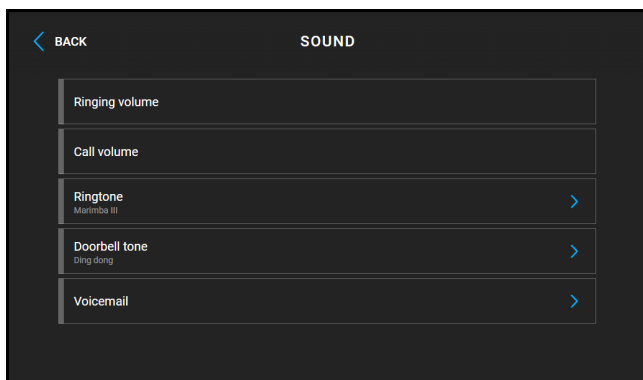 BACK
SOUND
Ringing volume
Call volume
Ringtone
Marimba III
Doorbell tone
Ding dong
Voicemail